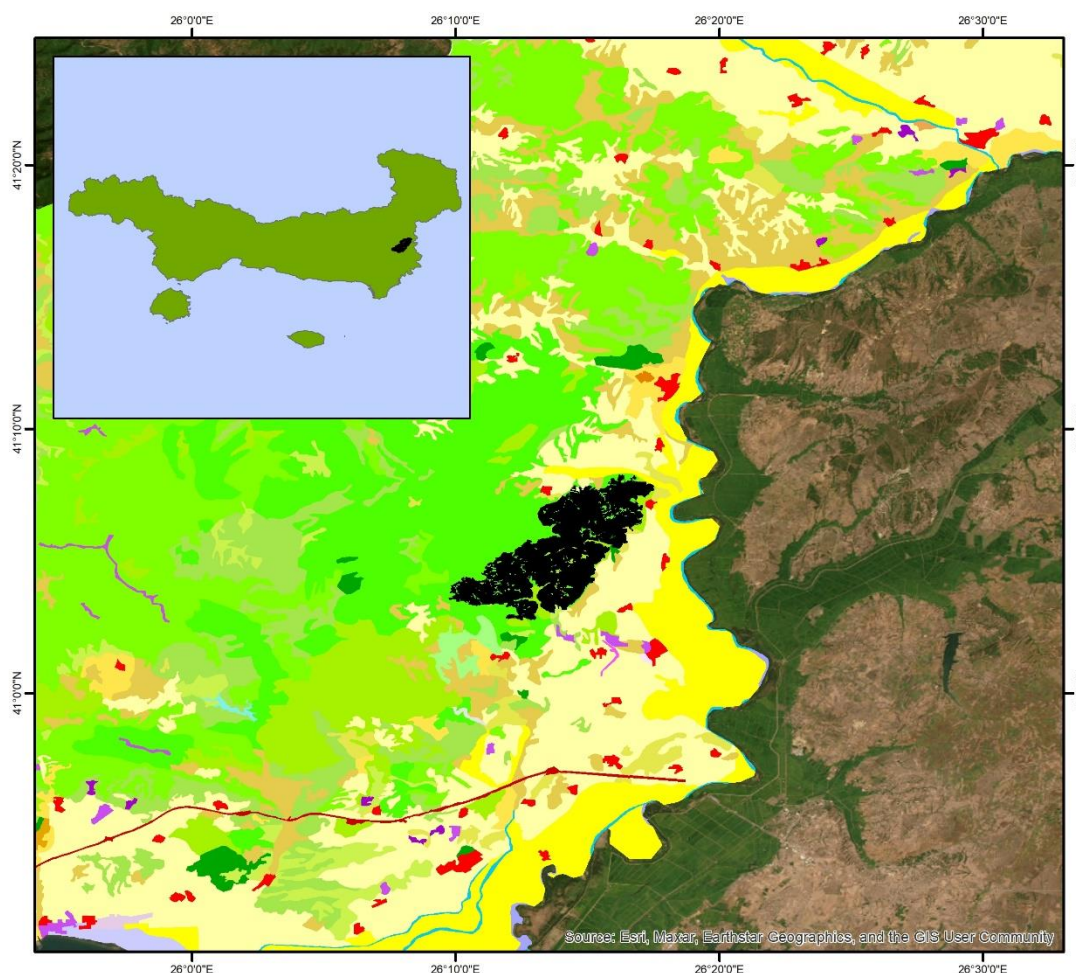 26°0'0"E 26°10'0"E 26°20'0"E 26°30'0"E
41°20'0"N
41°10'0"N
41°0'0"N
Source: Esri, Maxar, Earthstar Geographics, and the GIS User Community
26°0'0"E 26°10'0"E 26°20'0"E 26°30'0"E